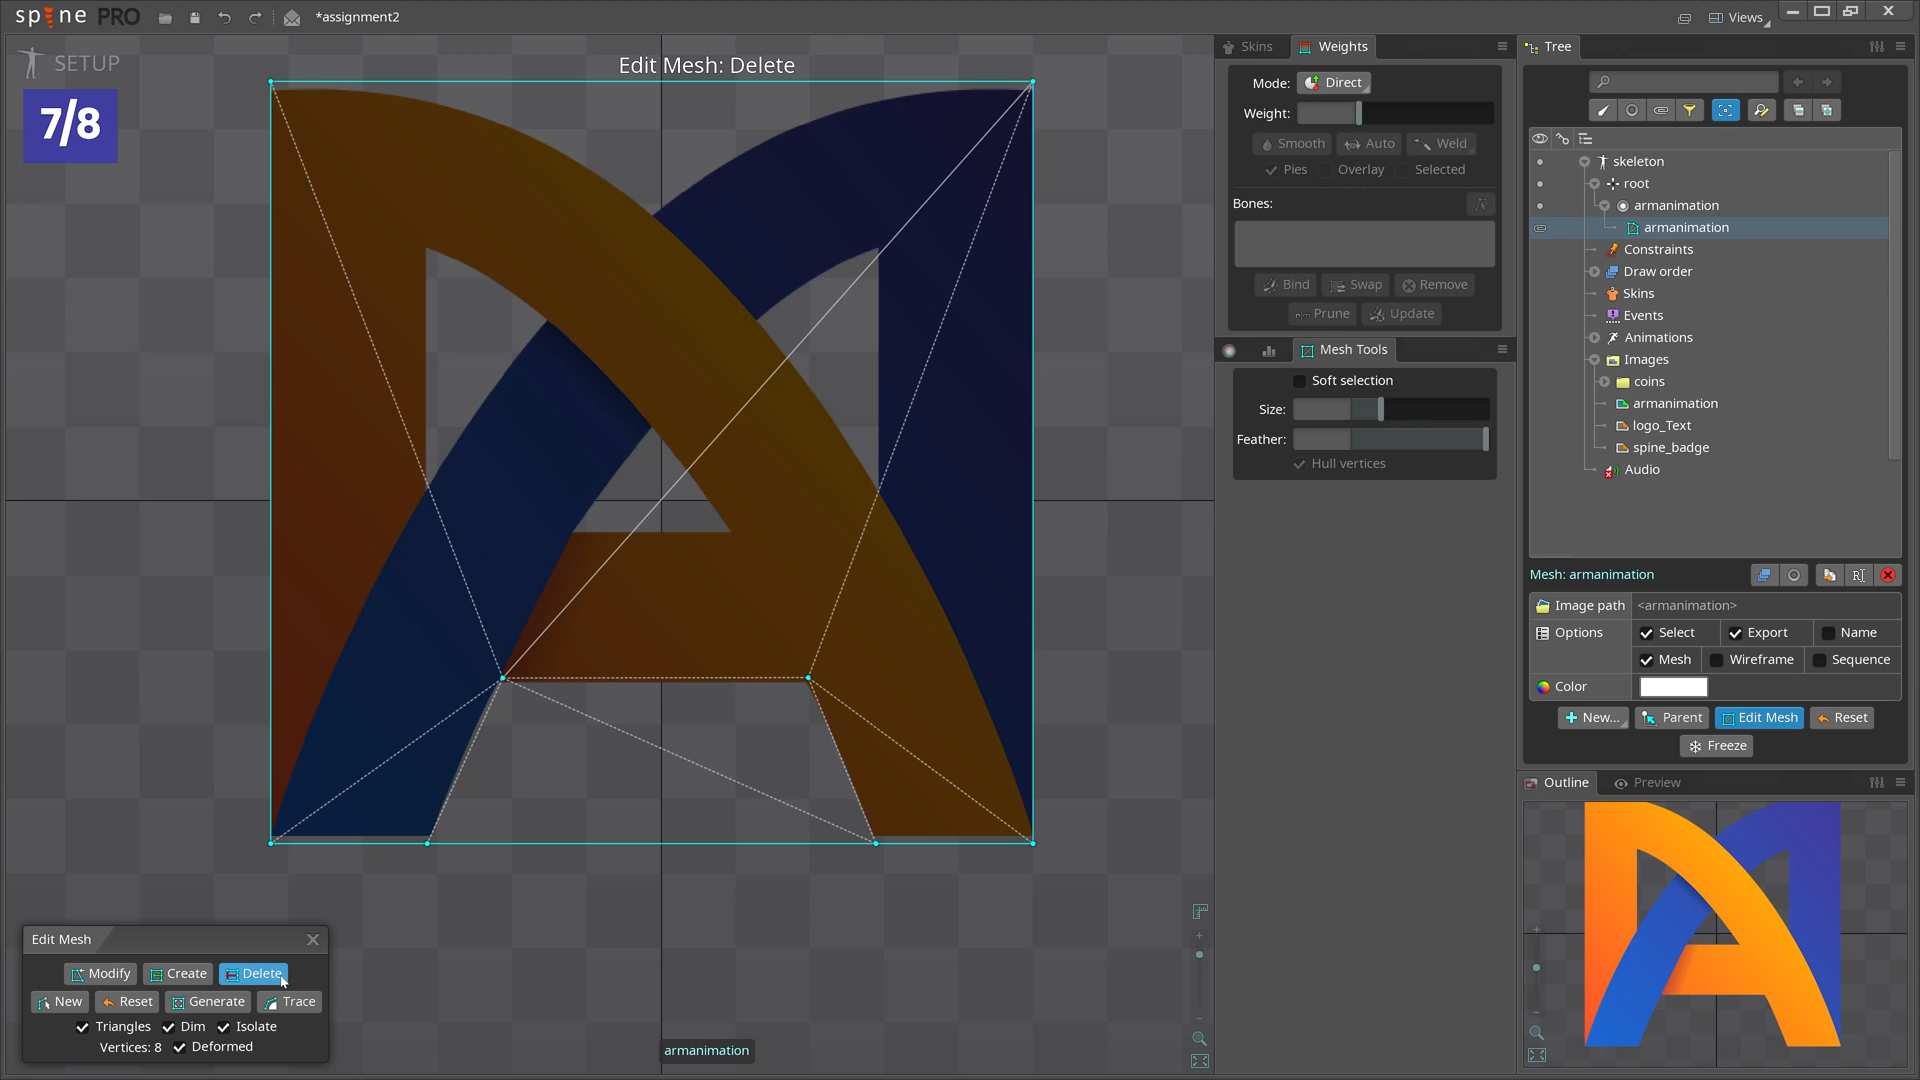 spine PRO
*assignment2
Views
SETUP
7/8
Edit Mesh: Delete
Skins
Weights
Mode:
Direct
Weight:
Smooth
Auto
Weld
Pies
Overlay
Selected
Bones:
Bind
Swap
Remove
Prune
Update
Mesh Tools
Soft selection
Size:
Feather:
Hull vertices
Tree
skeleton
root
armanimation
armanimation
Constraints
Draw order
Skins
Events
Animations
Images
coins
armanimation
logo_Text
spine_badge
Audio
Mesh: armanimation
Image path
<armanimation>
Options
Select
Export
Name
Mesh
Wireframe
Sequence
Color
New...
Parent
Edit Mesh
Reset
Freeze
Outline
Preview
Edit Mesh
Modify
Create
Delete
New
Reset
Generate
Trace
Triangles
Dim
Isolate
Vertices: 8
Deformed
armanimation